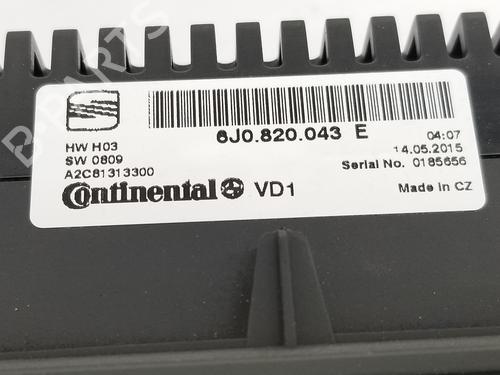 6J0.820.043 E
HW H03
SW 0809
A2C81313300
04:07
14.05.2015
Serial No. 0185656
Continental VD1
Made in CZ
B-PARTS